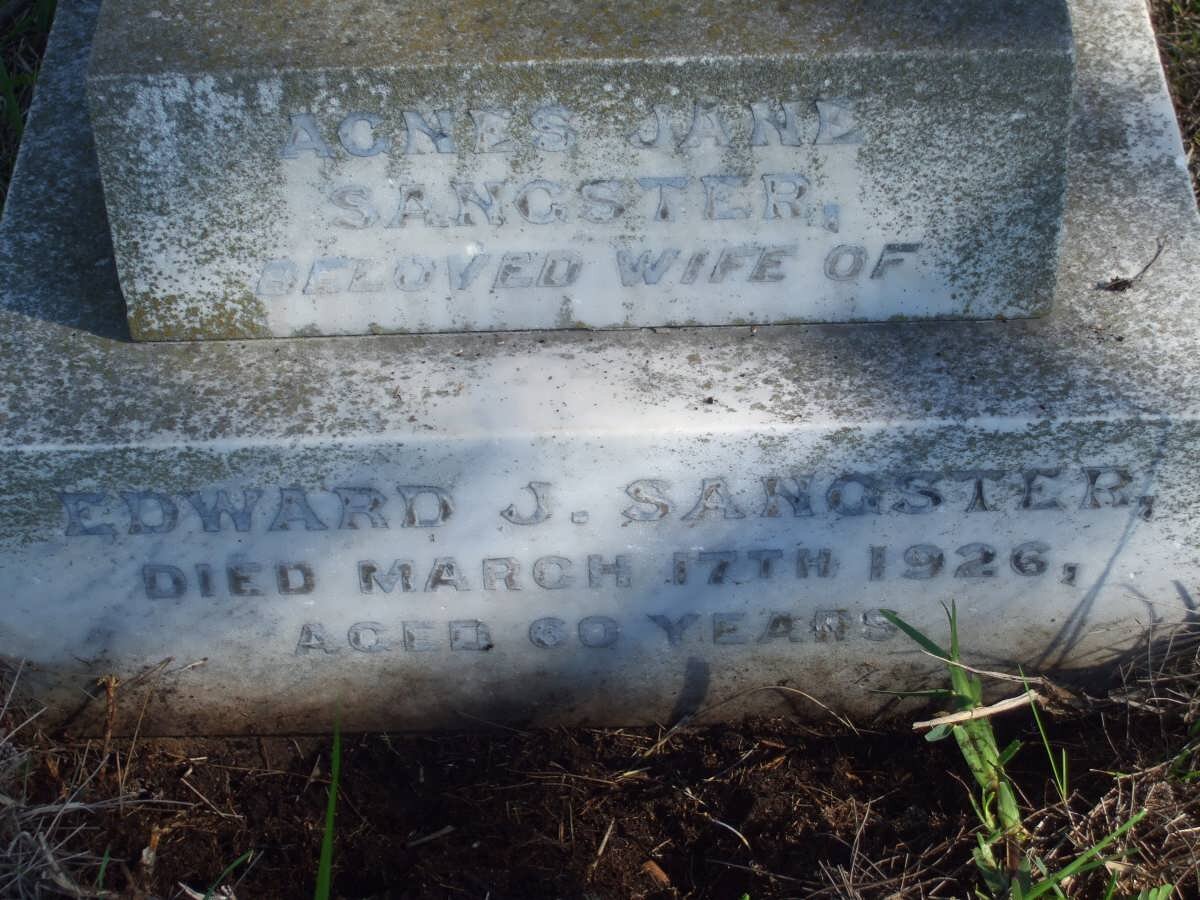 AGNES JANE
SANGSTER,
BELOVED WIFE OF
EDWARD J. SANGSTER,
DIED MARCH 17TH 1926,
AGED 60 YEARS